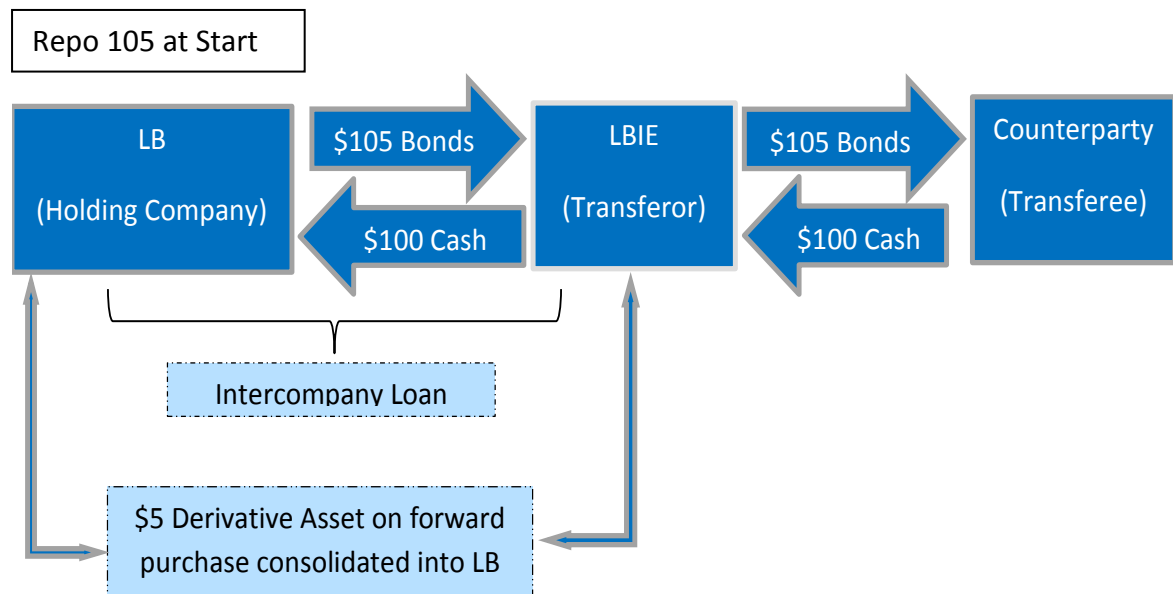 Repo 105 at Start
LB
(Holding Company)
$105 Bonds
$100 Cash
LBIE
(Transferor)
$105 Bonds
$100 Cash
Counterparty
(Transferee)
Intercompany Loan
$5 Derivative Asset on forward
purchase consolidated into LB